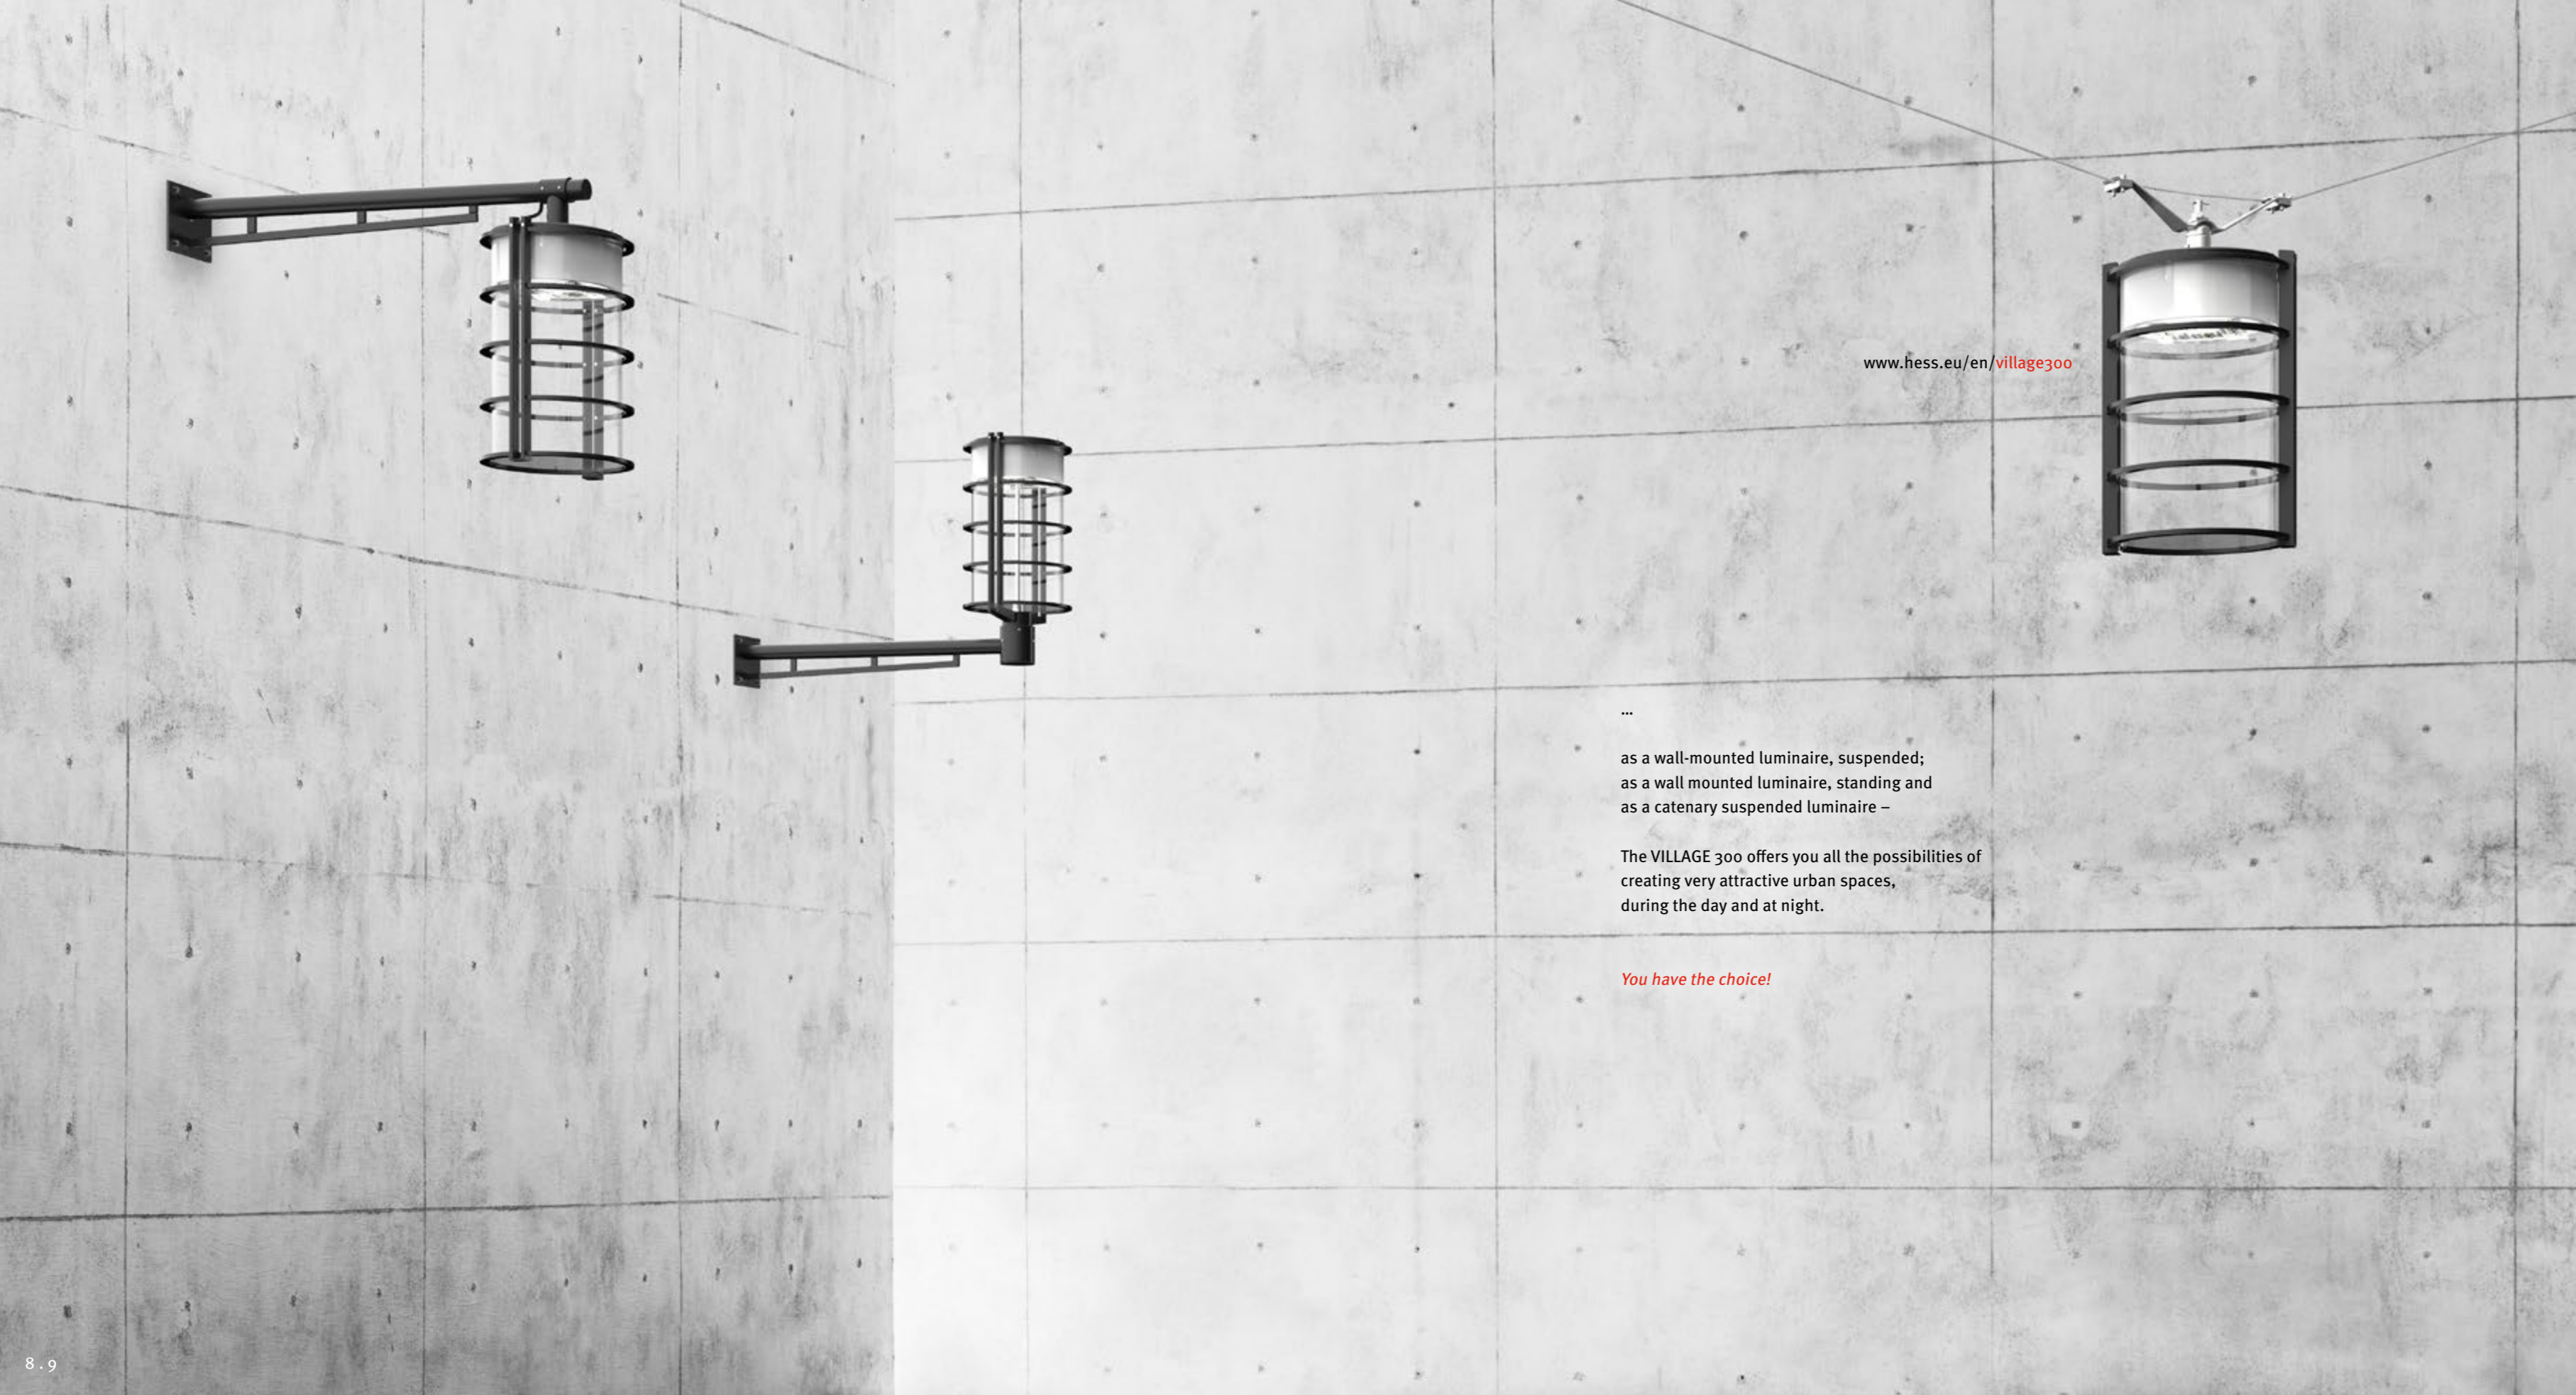 www.hess.eu/en/village300
...
as a wall-mounted luminaire, suspended;
as a wall mounted luminaire, standing and
as a catenary suspended luminaire –
The VILLAGE 300 offers you all the possibilities of
creating very attractive urban spaces,
during the day and at night.
You have the choice!
8.9